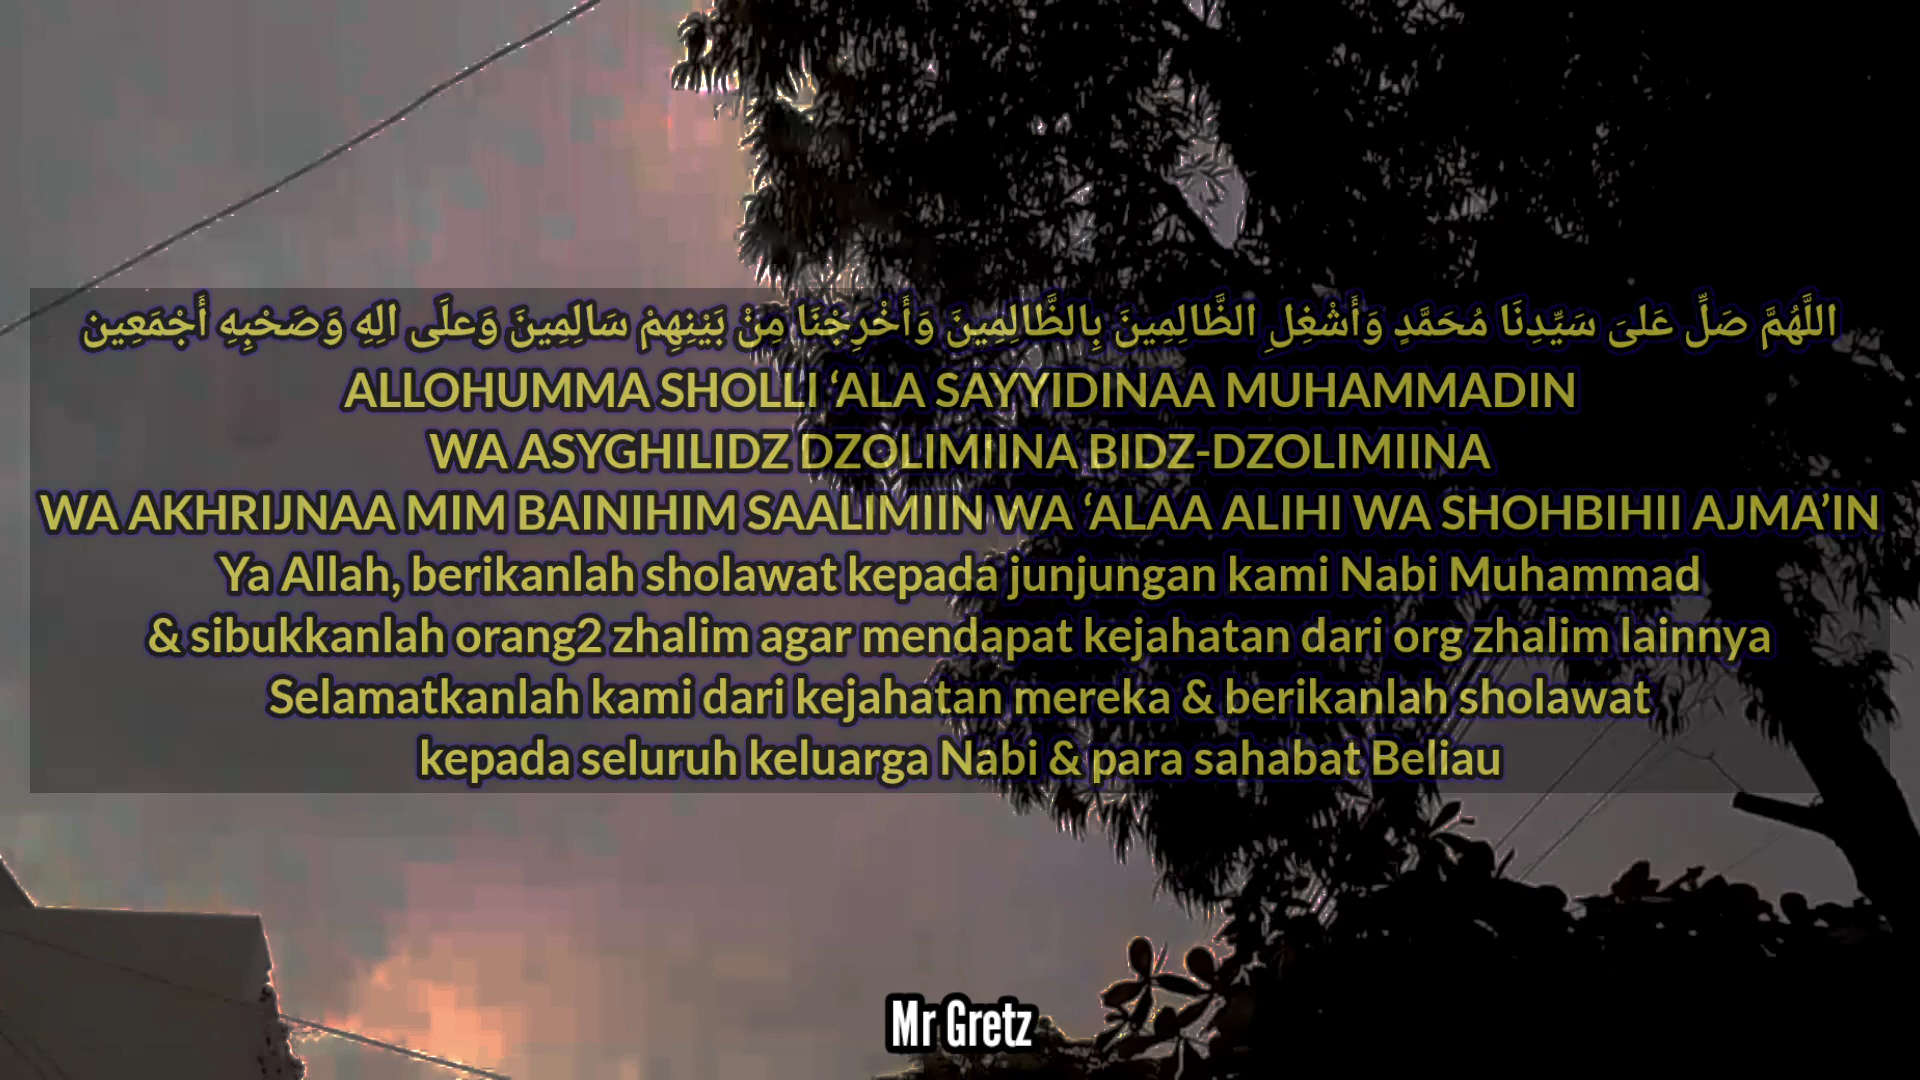 اللَّهُمَّ صَلِّ عَلىَ سَيِّدِنَا مُحَمَّدٍ وَأَشْغِلِ الظَّالِمِينَ بِالظَّالِمِينَ وَأَخْرِجْنَا مِنْ بَيْنِهِمْ سَالِمِينَ وَعلَى الِهِ وَصَحْبِهِ أَجْمَعِين
ALLOHUMMA SHOLLI ‘ALA SAYYIDINAA MUHAMMADIN
WA ASYGHILIDZ DZOLIMIINA BIDZ-DZOLIMIINA
WA AKHRIJNAA MIM BAINIHIM SAALIMIIN WA ‘ALAA ALIHI WA SHOHBIHII AJMA’IN
Ya Allah, berikanlah sholawat kepada junjungan kami Nabi Muhammad
& sibukkanlah orang2 zhalim agar mendapat kejahatan dari org zhalim lainnya
Selamatkanlah kami dari kejahatan mereka & berikanlah sholawat
kepada seluruh keluarga Nabi & para sahabat Beliau
Mr Gretz